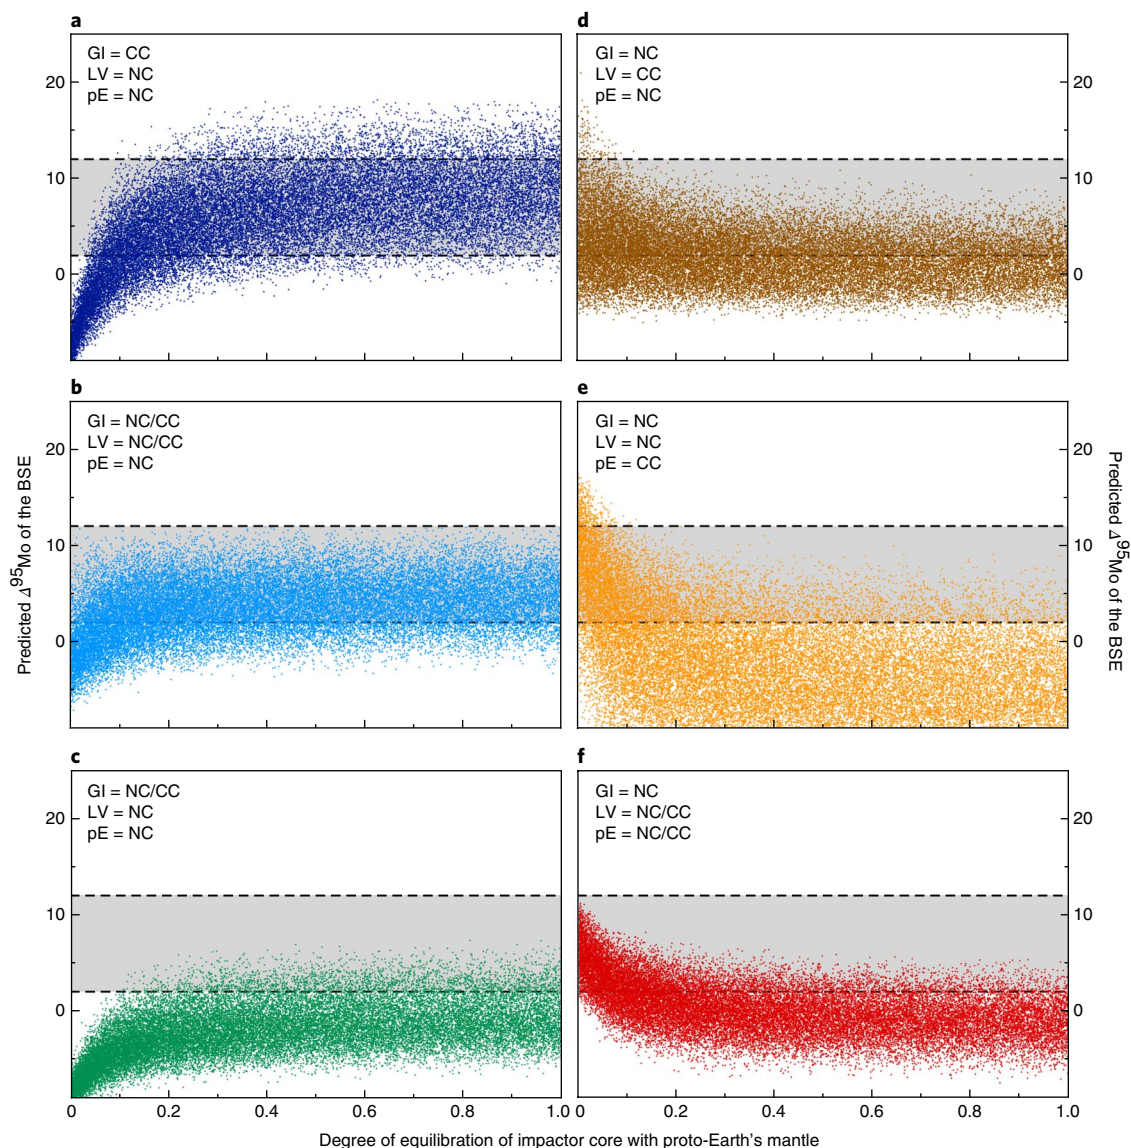 a
GI = CC
LV = NC
pE = NC
20
10
0
d
GI = NC
LV = CC
pE = NC
20
10
0
b
GI = NC/CC
LV = NC/CC
pE = NC
20
10
0
e
GI = NC
LV = NC
pE = CC
20
10
0
Predicted Δ95Mo of the BSE
Predicted Δ95Mo of the BSE
c
GI = NC/CC
LV = NC
pE = NC
20
10
0
f
GI = NC
LV = NC/CC
pE = NC/CC
20
10
0
0 0.2 0.4 0.6 0.8 1.0 0 0.2 0.4 0.6 0.8 1.0
Degree of equilibration of impactor core with proto-Earth's mantle